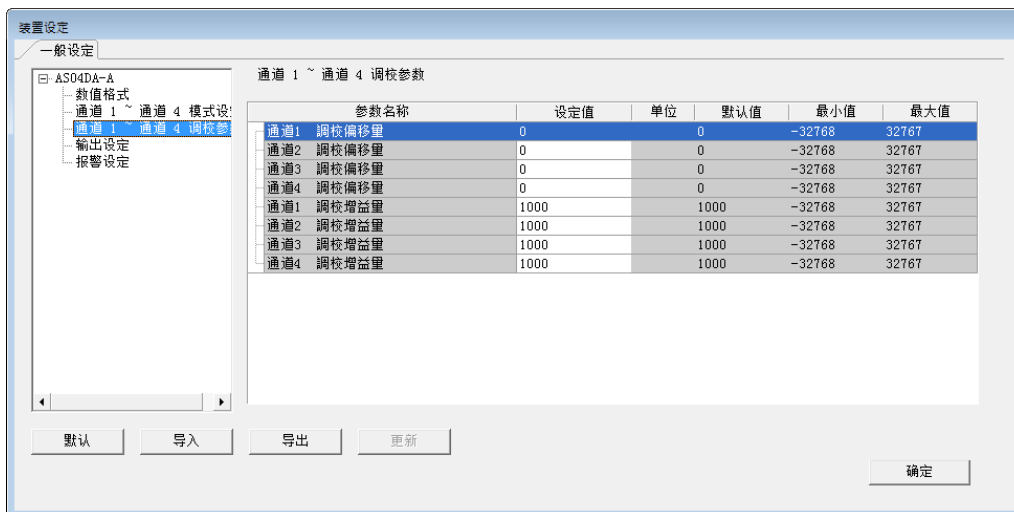 装置设定
一般设定
AS04DA-A
数值格式
通道 1 ~ 通道 4 模式设
通道 1 ~ 通道 4 调校参
输出设定
报警设定
通道 1 ~ 通道 4 调校参数
参数名称 设定值 单位 默认值 最小值 最大值
通道1 調校偏移量 0 0 -32768 32767
通道2 調校偏移量 0 0 -32768 32767
通道3 調校偏移量 0 0 -32768 32767
通道4 調校偏移量 0 0 -32768 32767
通道1 調校增益量 1000 1000 -32768 32767
通道2 調校增益量 1000 1000 -32768 32767
通道3 調校增益量 1000 1000 -32768 32767
通道4 調校增益量 1000 1000 -32768 32767
默认 导入 导出 更新
确定